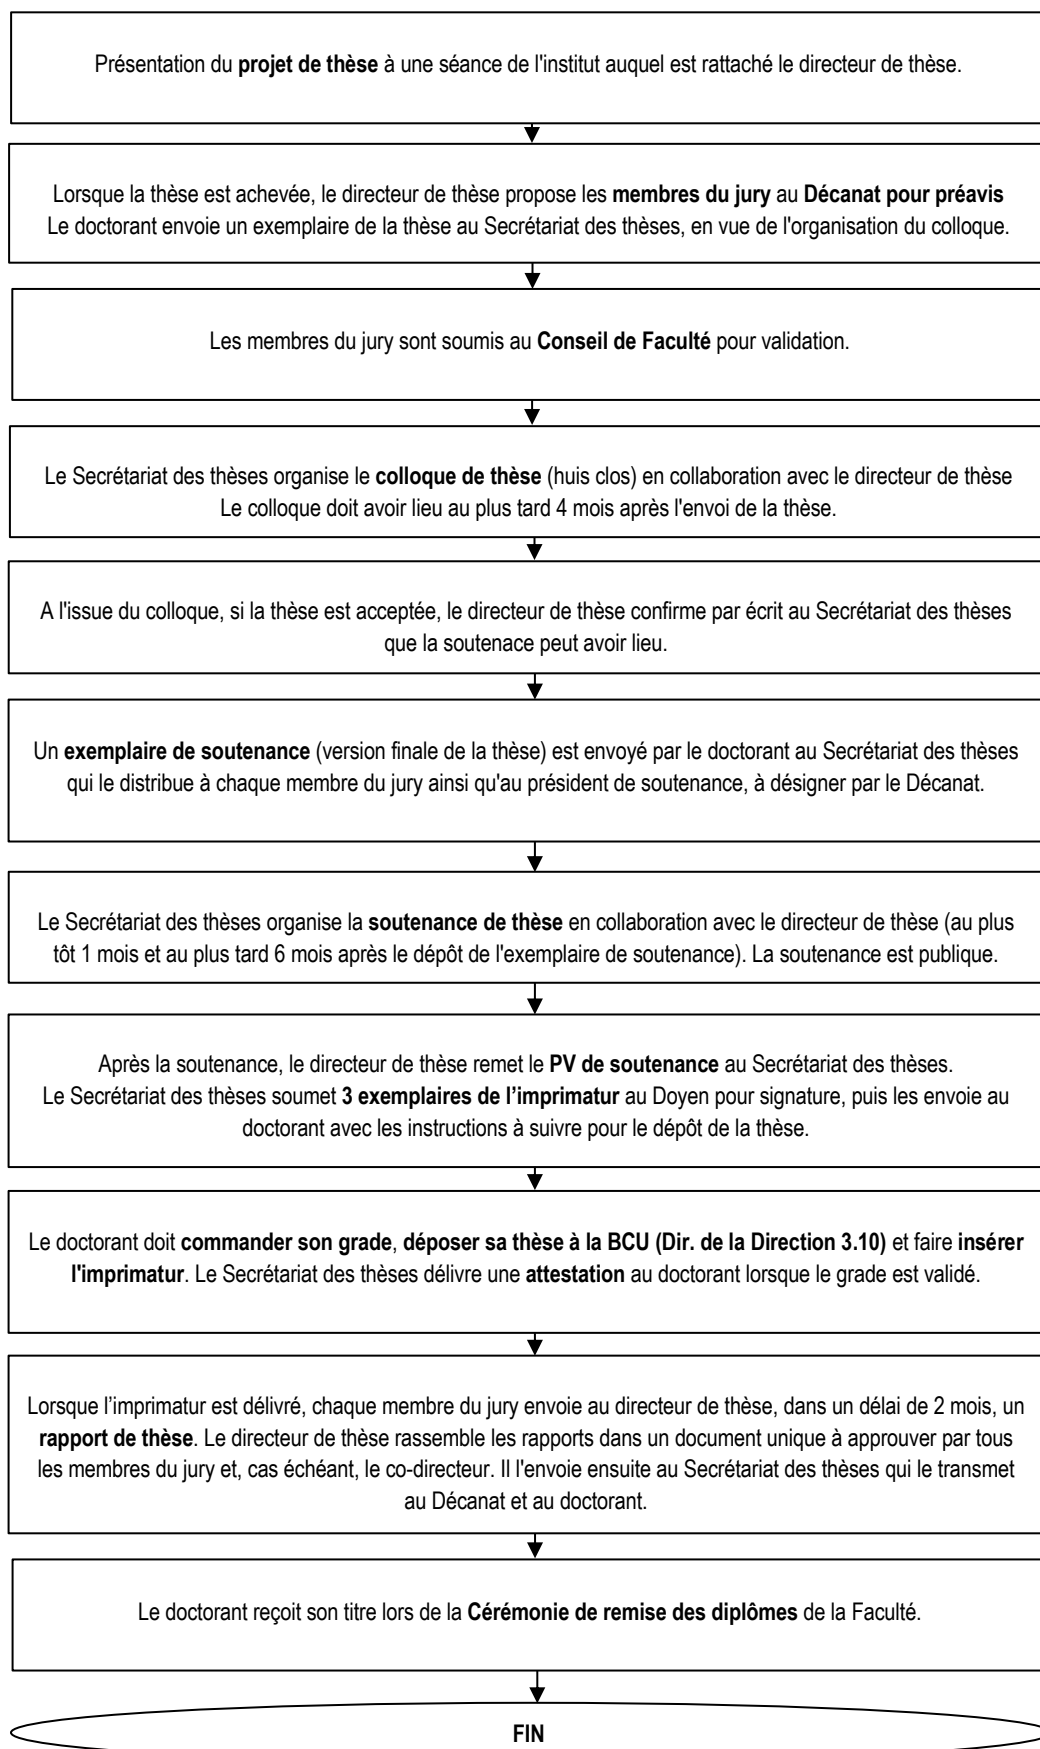 Présentation du projet de thèse à une séance de l'institut auquel est rattaché le directeur de thèse.
Lorsque la thèse est achevée, le directeur de thèse propose les membres du jury au Décanat pour préavis
Le doctorant envoie un exemplaire de la thèse au Secrétariat des thèses, en vue de l'organisation du colloque.
Les membres du jury sont soumis au Conseil de Faculté pour validation.
Le Secrétariat des thèses organise le colloque de thèse (huis clos) en collaboration avec le directeur de thèse
Le colloque doit avoir lieu au plus tard 4 mois après l'envoi de la thèse.
A l'issue du colloque, si la thèse est acceptée, le directeur de thèse confirme par écrit au Secrétariat des thèses
que la soutenace peut avoir lieu.
Un exemplaire de soutenance (version finale de la thèse) est envoyé par le doctorant au Secrétariat des thèses
qui le distribue à chaque membre du jury ainsi qu'au président de soutenance, à désigner par le Décanat.
Le Secrétariat des thèses organise la soutenance de thèse en collaboration avec le directeur de thèse (au plus
tôt 1 mois et au plus tard 6 mois après le dépôt de l'exemplaire de soutenance). La soutenance est publique.
Après la soutenance, le directeur de thèse remet le PV de soutenance au Secrétariat des thèses.
Le Secrétariat des thèses soumet 3 exemplaires de l’imprimatur au Doyen pour signature, puis les envoie au
doctorant avec les instructions à suivre pour le dépôt de la thèse.
Le doctorant doit commander son grade, déposer sa thèse à la BCU (Dir. de la Direction 3.10) et faire insérer
l'imprimatur. Le Secrétariat des thèses délivre une attestation au doctorant lorsque le grade est validé.
Lorsque l’imprimatur est délivré, chaque membre du jury envoie au directeur de thèse, dans un délai de 2 mois, un
rapport de thèse. Le directeur de thèse rassemble les rapports dans un document unique à approuver par tous
les membres du jury et, cas échéant, le co-directeur. Il l'envoie ensuite au Secrétariat des thèses qui le transmet
au Décanat et au doctorant.
Le doctorant reçoit son titre lors de la Cérémonie de remise des diplômes de la Faculté.
FIN